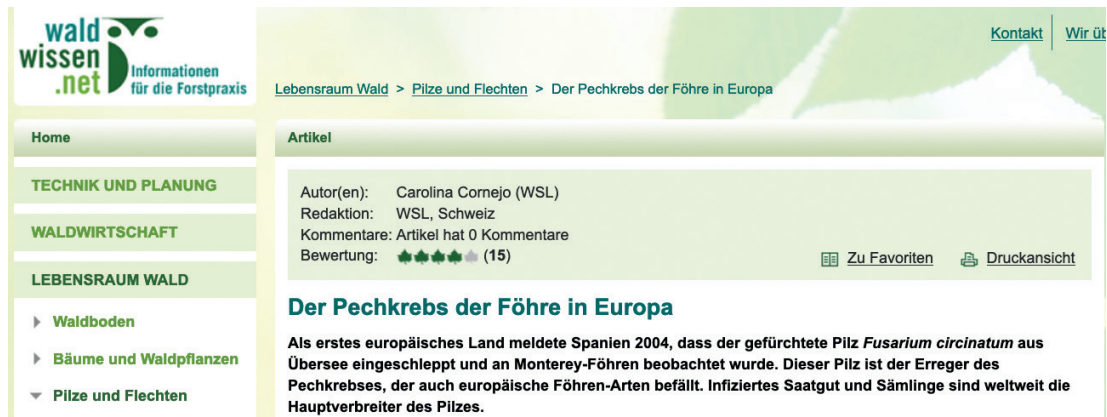 wald
wissen
.net
Informationen
für die Forstpraxis
Kontakt
Wir
Lebensraum Wald > Pilze und Flechten > Der Pechkrebs der Föhre in Europa
Home
TECHNIK UND PLANUNG
WALDWIRTSCHAFT
LEBENSRAUM WALD
Waldboden
Bäume und Waldpflanzen
Pilze und Flechten
Artikel
Autor(en): Carolina Cornejo (WSL)
Redaktion: WSL, Schweiz
Kommentare: Artikel hat 0 Kommentare
Bewertung: (15)
Zu Favoriten
Druckansicht
Der Pechkrebs der Föhre in Europa
Als erstes europäisches Land meldete Spanien 2004, dass der gefürchtete Pilz Fusarium circinatum aus
Übersee eingeschleppt und an Monterey-Föhren beobachtet wurde. Dieser Pilz ist der Erreger des
Pechkrebses, der auch europäische Föhren-Arten befällt. Infiziertes Saatgut und Sämlinge sind weltweit die
Hauptverbreiter des Pilzes.